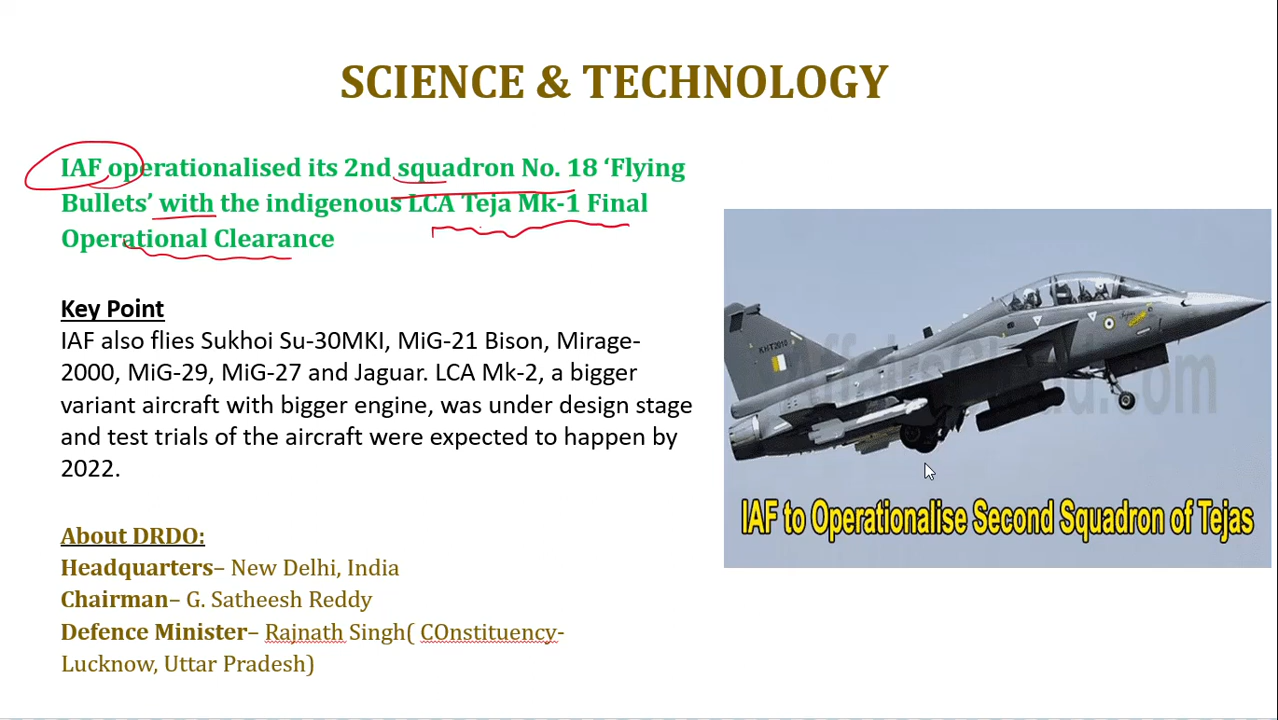 SCIENCE & TECHNOLOGY
IAF operationalised its 2nd squadron No. 18 ‘Flying
Bullets’ with the indigenous LCA Teja Mk-1 Final
Operational Clearance
Key Point
IAF also flies Sukhoi Su-30MKI, MiG-21 Bison, Mirage-
2000, MiG-29, MiG-27 and Jaguar. LCA Mk-2, a bigger
variant aircraft with bigger engine, was under design stage
and test trials of the aircraft were expected to happen by
2022.
About DRDO:
Headquarters– New Delhi, India
Chairman– G. Satheesh Reddy
Defence Minister– Rajnath Singh( COnstituency-
Lucknow, Uttar Pradesh)
KH-T2010
IAF to Operationalise Second Squadron of Tejas